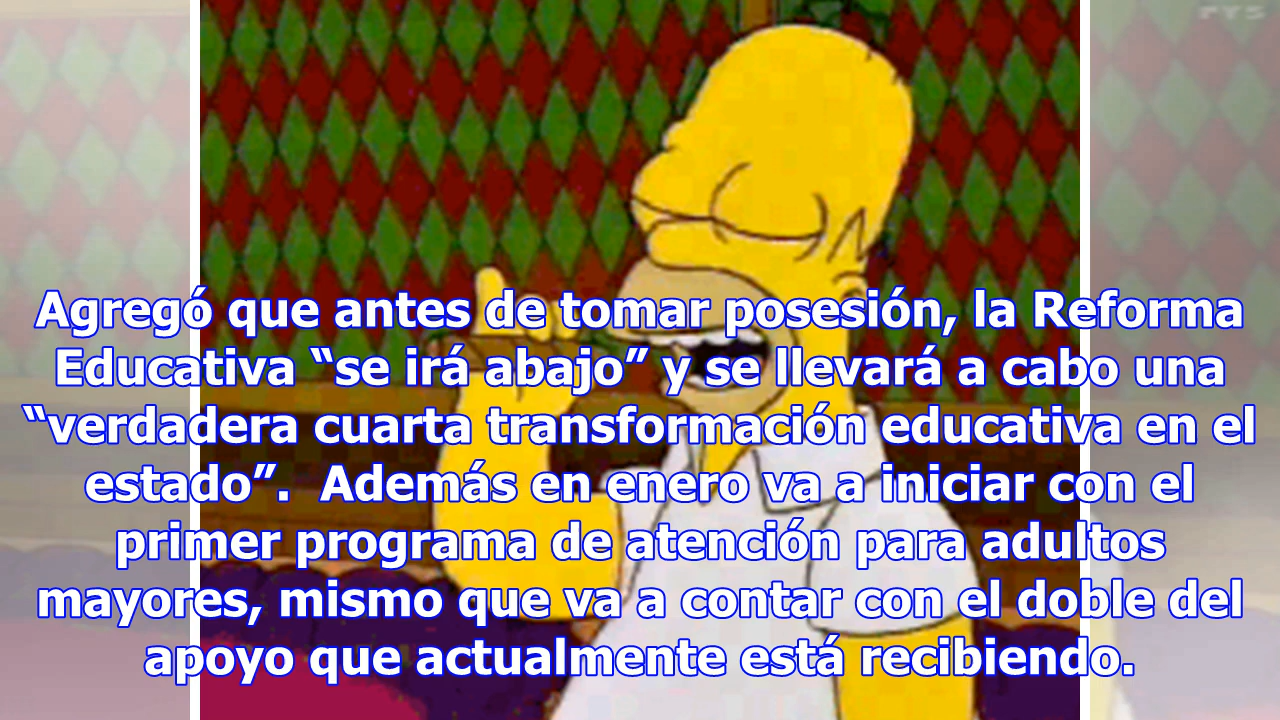 Agregó que antes de tomar posesión, la Reforma
Educativa “se irá abajo” y se llevará a cabo una
“verdadera cuarta transformación educativa en el
estado”.  Además en enero va a iniciar con el
primer programa de atención para adultos
mayores, mismo que va a contar con el doble del
apoyo que actualmente está recibiendo.